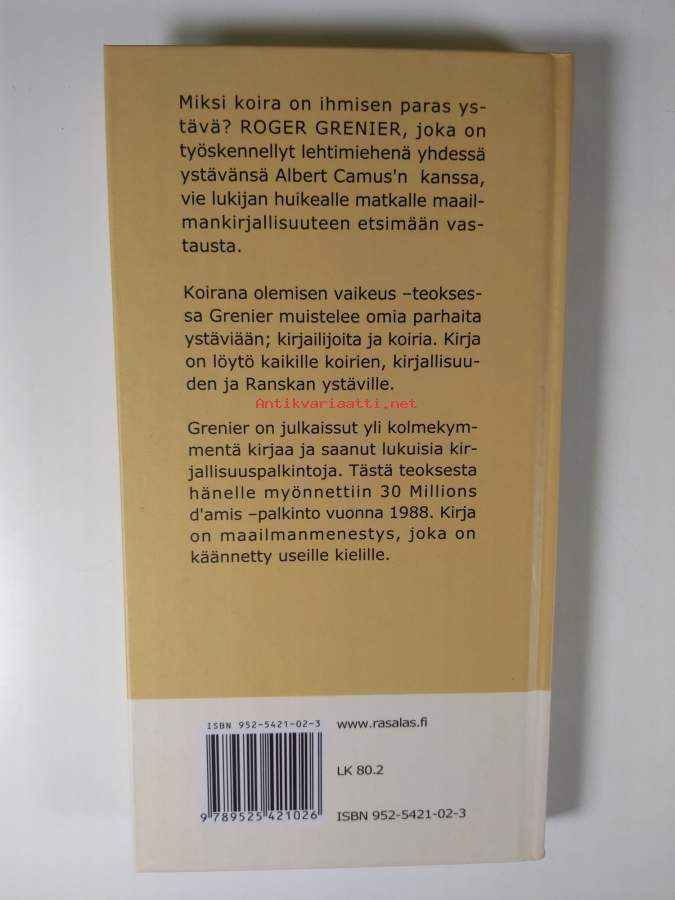 Miksi koira on ihmisen paras ys-
tävä? ROGER GRENIER, joka on
työskennellyt lehtimiehenä yhdessä
ystävänsä Albert Camus'n kanssa,
vie lukijan huikealle matkalle maail-
mankirjallisuuteen etsimään vas-
tausta.
Koirana olemisen vaikeus –teokses-
sa Grenier muistelee omia parhaita
ystäviään; kirjailijoita ja koiria. Kirja
on löytö kaikille koirien, kirjallisuu-
den ja Ranskan ystäville.
Antikvariaatti.net
Grenier on julkaissut yli kolmekym-
mentä kirjaa ja saanut lukuisia kir-
jallisuuspalkintoja. Tästä teoksesta
hänelle myönnettiin 30 Millions
d'amis –palkinto vuonna 1988. Kirja
on maailmanmenestys, joka on
käännetty useille kielille.
ISBN 952-5421-02-3
9 789525 421026
www.rasalas.fi
LK 80.2
ISBN 952-5421-02-3